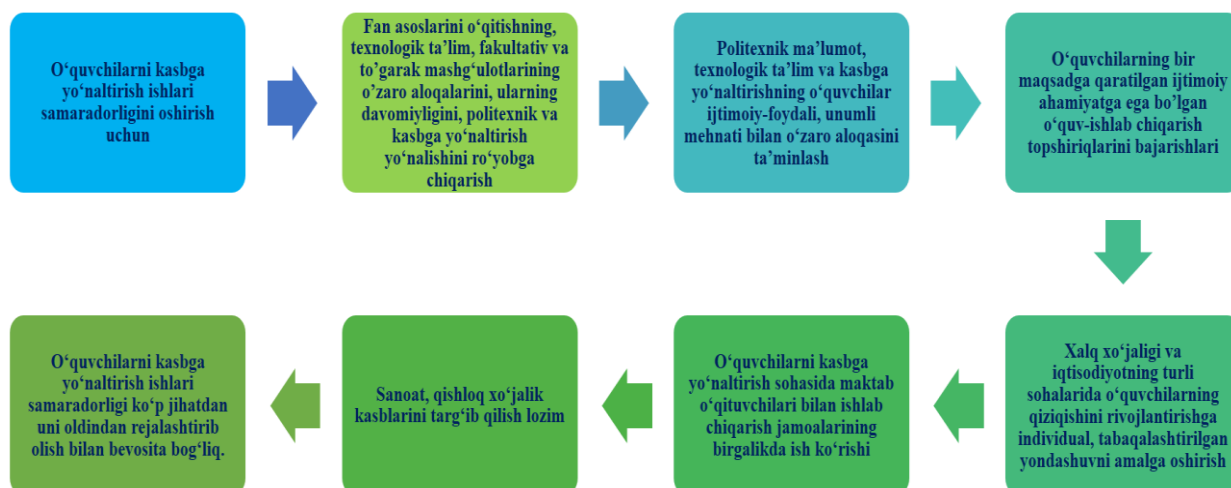 O‘quvchilarni kasbga
yo‘naltirish ishlari
samaradorligini oshirish
uchun
Fan asoslarini o‘qitishning,
texnologik ta’lim, fakultativ va
to’garak mashg‘ulotlarining
o’zaro aloqalarini, ularning
davomiyligini, politexnik va
kasbga yo‘naltirish
yo‘nalishini ro‘yobga
chiqarish
Politexnik ma’lumot,
texnologik ta’lim va kasbga
yo‘naltirishning o‘quvchilar
ijtimoiy-foydali, unumli
mehnati bilan o‘zaro aloqasini
ta’minlash
O‘quvchilarning bir
maqsadga qaratilgan ijtimoiy
ahamiyatga ega bo’lgan
o‘quv-ishlab chiqarish
topshiriqlarini bajarishlari
Xalq xo‘jaligi va
iqtisodiyotning turli
sohalarida o‘quvchilarning
qiziqishini rivojlantirishga
individual, tabaqalashtirilgan
yondashuvni amalga oshirish
O‘quvchilarni kasbga
yo‘naltirish sohasida maktab
o‘qituvchilari bilan ishlab
chiqarish jamoalarining
birgalikda ish ko‘rishi
Sanoat, qishloq xo‘jalik
kasblarini targ‘ib qilish lozim
O‘quvchilarni kasbga
yo‘naltirish ishlari
samaradorligi ko‘p jihatdan
uni oldindan rejalashtirib
olish bilan bevosita bog‘liq.